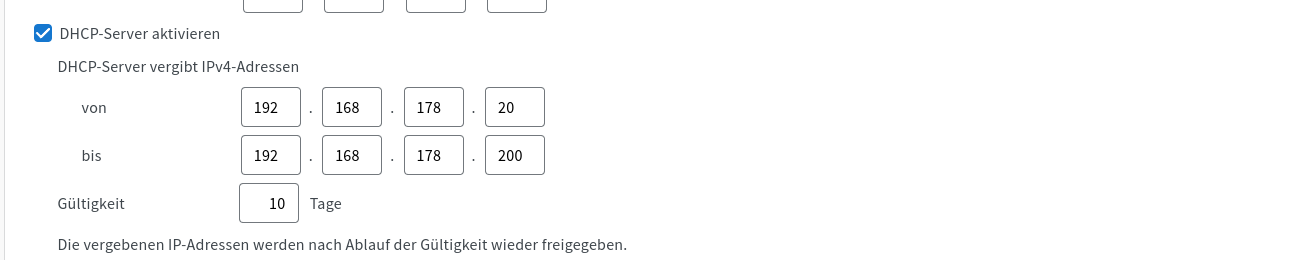 DHCP-Server aktivieren
DHCP-Server vergibt IPv4-Adressen
von 192 . 168 . 178 . 20
bis 192 . 168 . 178 . 200
Gültigkeit 10 Tage
Die vergebenen IP-Adressen werden nach Ablauf der Gültigkeit wieder freigegeben.